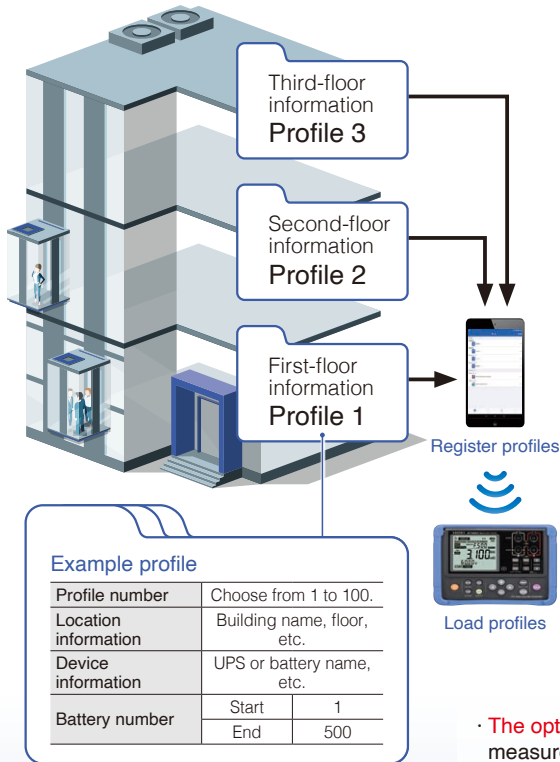 Third-floor
information
Profile 3
Second-floor
information
Profile 2
First-floor
information
Profile 1
Register profiles
Load profiles
Example profile
Profile number Choose from 1 to 100.
Location
information
Building name, floor,
etc.
Device
information
UPS or battery name,
etc.
Battery number
Start 1
End 500
· The opt
measur